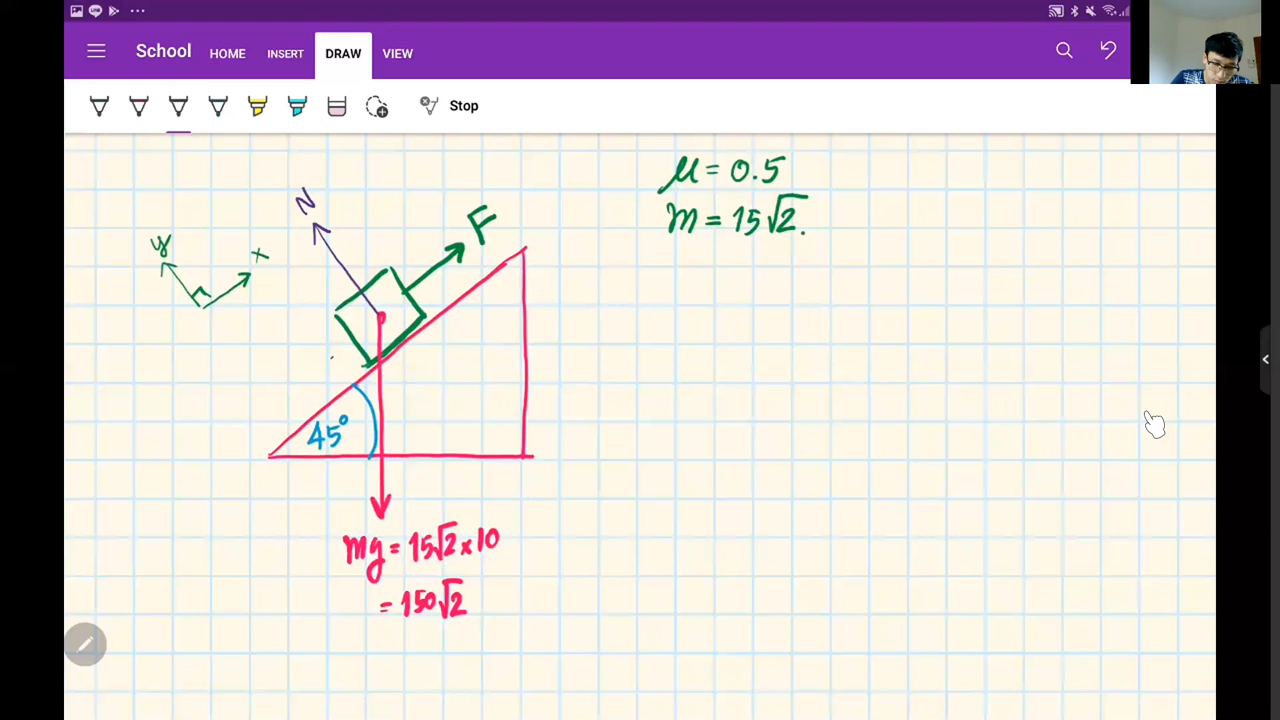 School HOME INSERT DRAW VIEW
Stop
μ = 0.5
m = 15√2.
N
F
y
x
45°
mg = 15√2 × 10
= 150√2